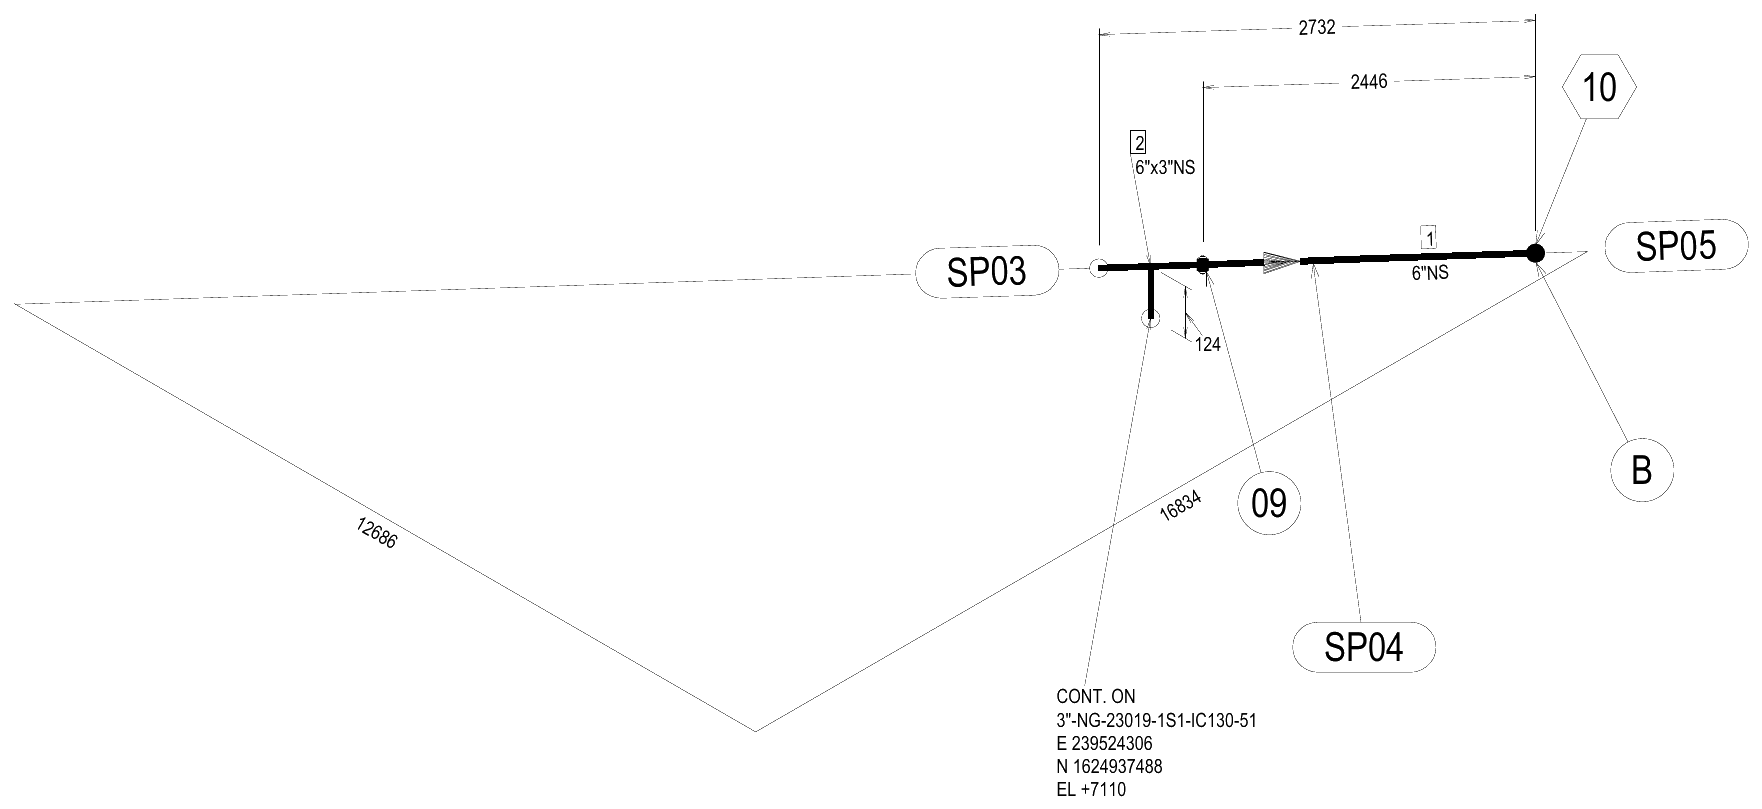 2732
2446
10
2
6"x3"NS
1
SP05
SP03
6"NS
124
B
09
16834
12686
SP04
CONT. ON
3"-NG-23019-1S1-IC130-51
E 239524306
N 1624937488
EL +7110